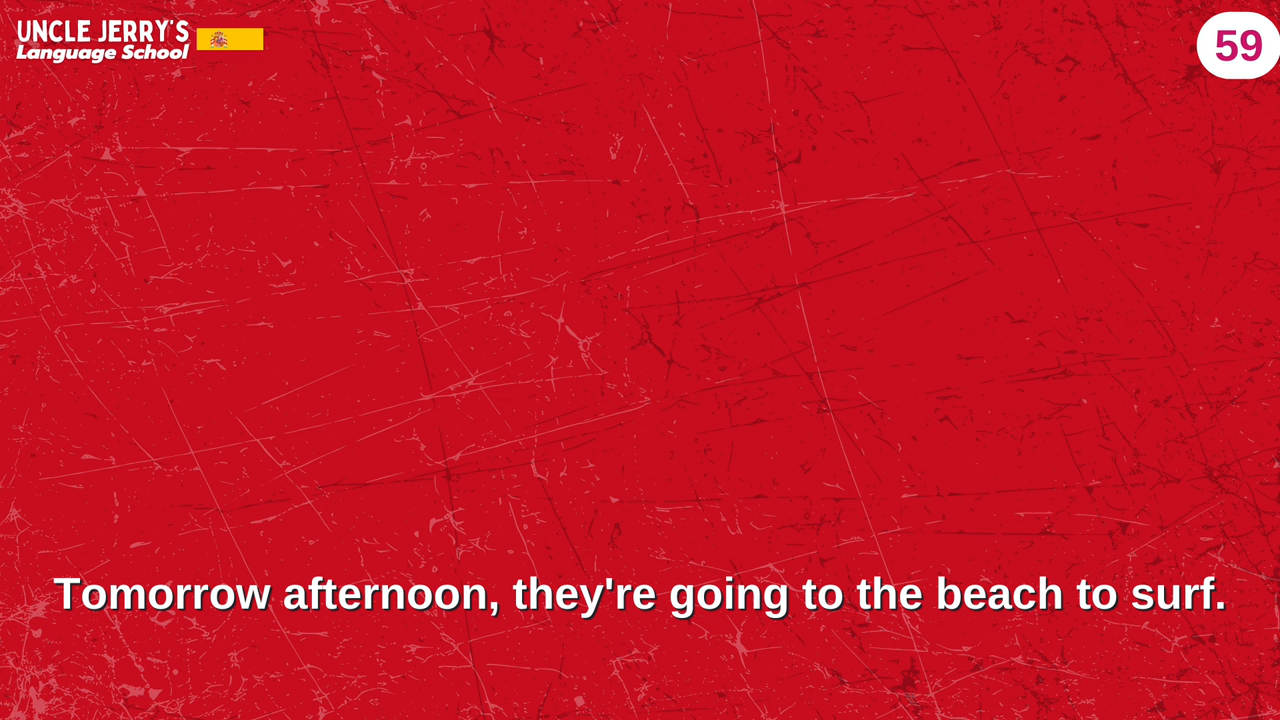 UNCLE JERRY'S
Language School
59
Tomorrow afternoon, they're going to the beach to surf.